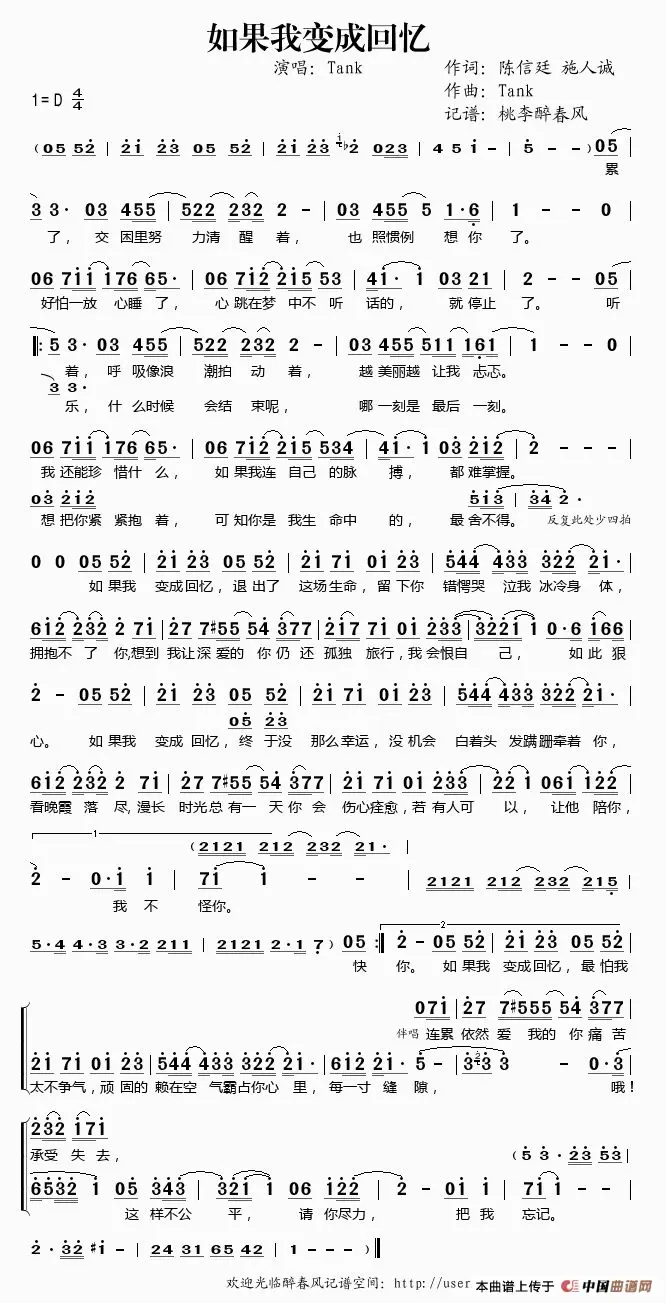 如果我变成回忆
演唱：Tank
作词：陈信廷 施人诚
作曲：Tank
记谱：桃李醉春风
1=D 4/4
累
了，交 困里努 力清 醒 着，也 照惯例 想 你 了。
好怕一放 心睡 了，心 跳在梦 中不 听 话的，就 停止 了。听
着，呼 吸像浪 潮拍 动 着，越 美丽越 让我 忐忑。
乐，什 么时候 会结 束呢，哪 一刻是 最后 一刻。
我 还能珍 惜什 么，如 果我连 自己 的脉 搏，都 难掌握。
想 把你紧 紧抱 着，可 知你是 我生 命中 的，最 舍不得。反复此处少四拍
如 果我 变成 回忆，退 出了 这场 生命，留 下你 错愕哭 泣我 冰冷身 体，
拥抱不 了 你,想到 我让深 爱的 你 仍还 孤独 旅行，我 会恨自 己，如 此 狠
心。如 果我 变成 回忆，终 于没 那么 幸运，没 机会 白着头 发蹒跚牵着 你，
看晚霞 落 尽,漫长 时光总 有一 天 你 会 伤心痊愈，若 有人可 以，让他 陪你，
1
我 不 怪你。
2
快 你。如 果我 变成 回忆，最 怕我
伴唱 连累 依然 爱 我的 你 痛 苦
太不 争气，顽 固的 赖在空 气霸占你心 里，每一寸 缝 隙，哦！
承受 失 去，
这 样不公 平，请 你尽力，把 我 忘记。
欢迎光临醉春风记谱空间：http://user
本曲谱上传于 中国曲谱网